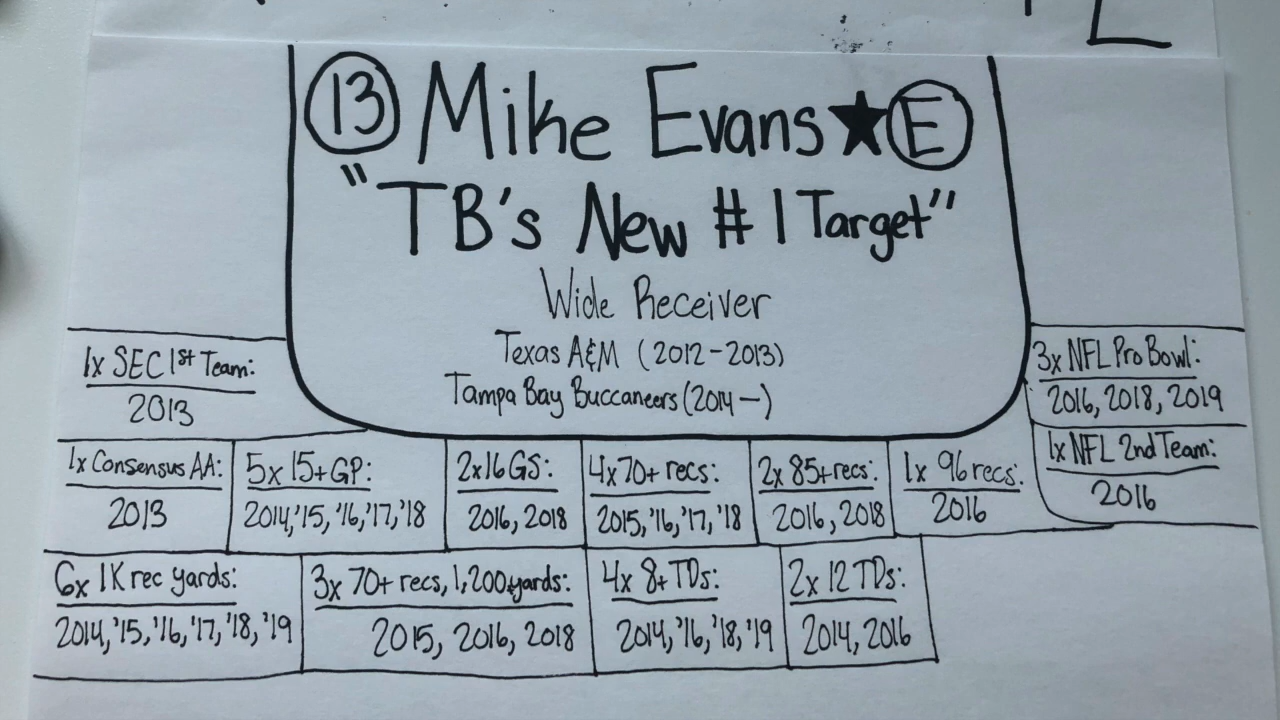 13 Mike Evans ★ E
"TB's New #1 Target"
Wide Receiver
Texas A&M (2012-2013)
Tampa Bay Buccaneers (2014-)
1x SEC 1st Team:
2013
3x NFL Pro Bowl:
2016, 2018, 2019
1x Consensus AA:
2013
5x 15+ GP:
2014,'15, '16,'17,'18
2x16 GS:
2016, 2018
4x70+ recs:
2015,'16,'17,'18
2x 85+recs:
2016, 2018
1x 96 recs:
2016
1x NFL 2nd Team:
2016
6x 1K rec yards:
2014,'15,'16,'17,'18,'19
3x 70+ recs, 1,200+yards:
2015, 2016, 2018
4x 8+ TDs:
2014,'16,'18,'19
2x 12 TDs:
2014, 2016